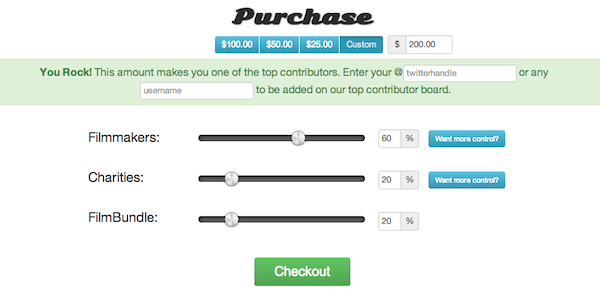 Purchase
$100.00 $50.00 $25.00 Custom $ 200.00
You Rock! This amount makes you one of the top contributors. Enter your @ twitterhandle or any
username to be added on our top contributor board.
Filmmakers: 60 % Want more control?
Charities: 20 % Want more control?
FilmBundle: 20 %
Checkout